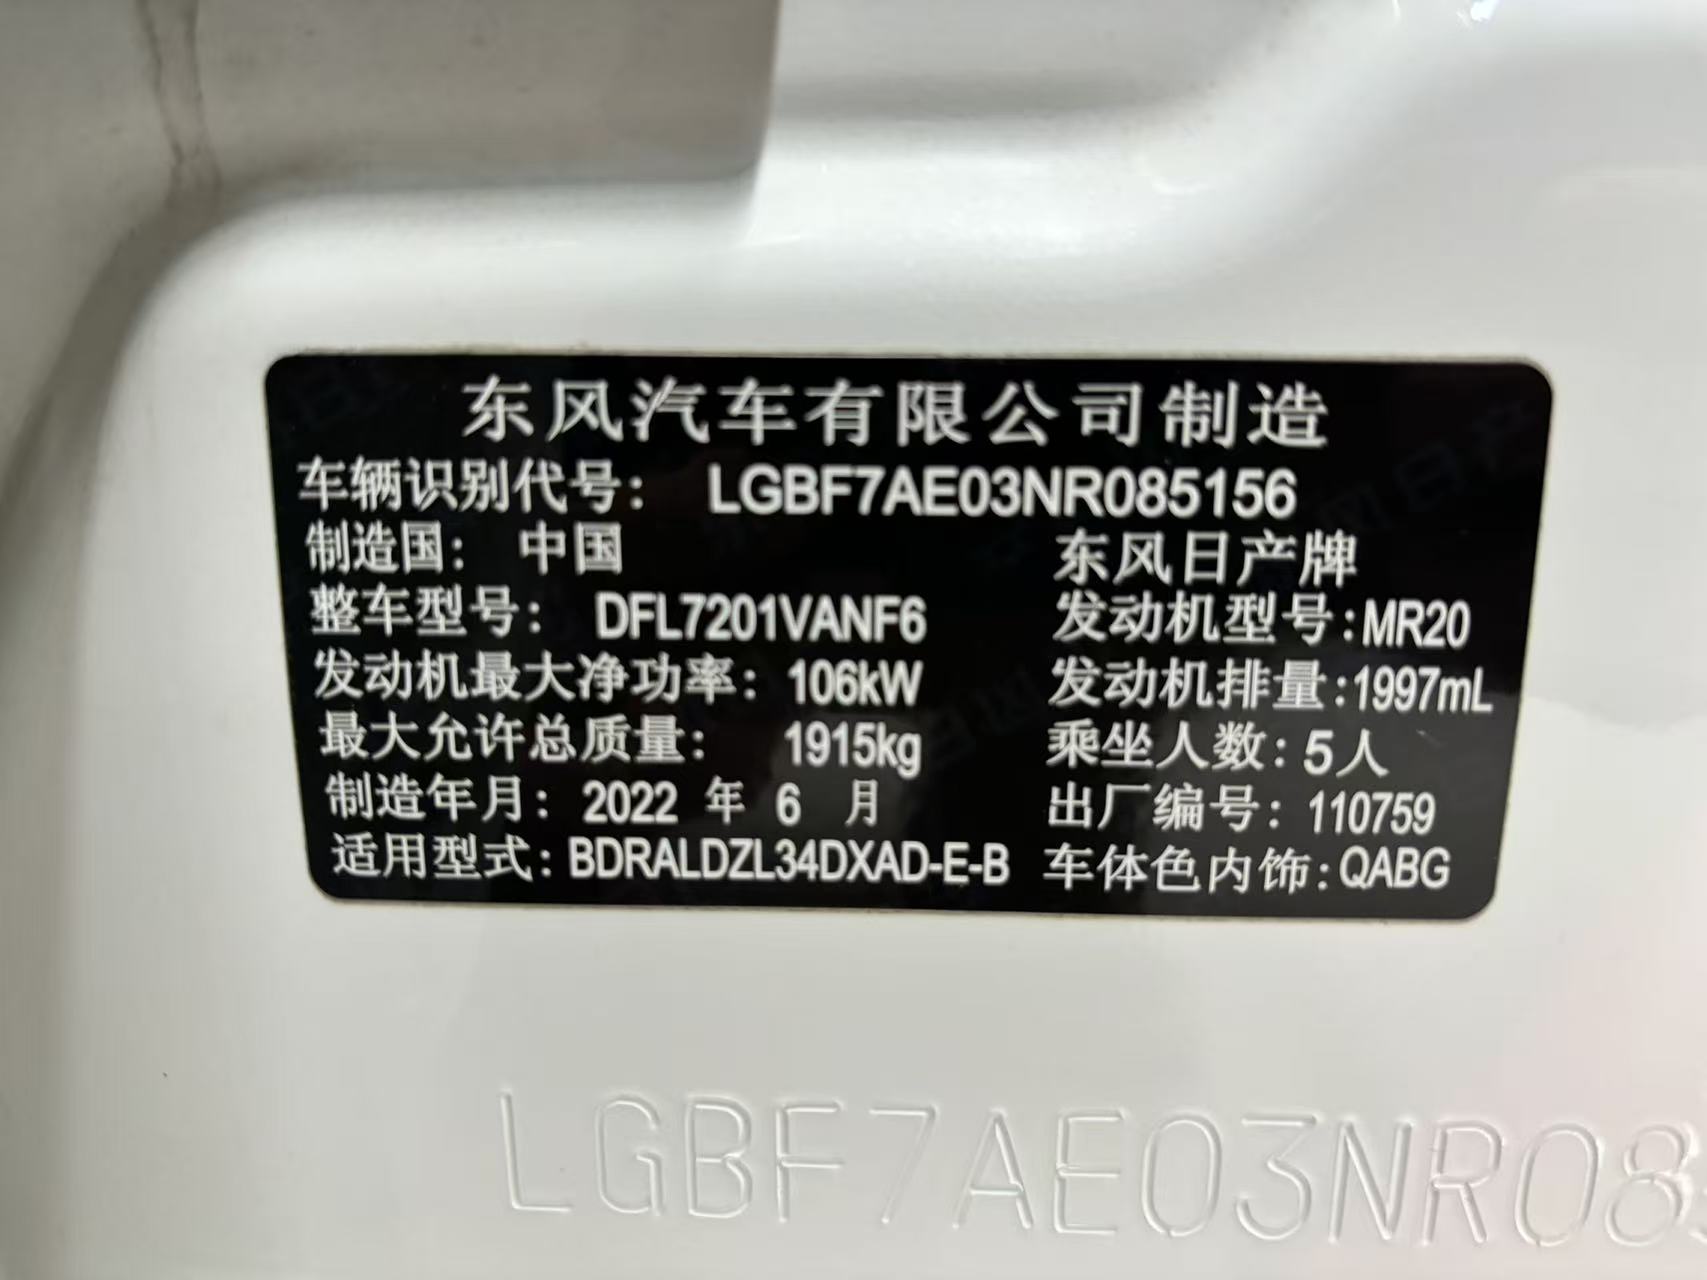 东风汽车有限公司制造
车辆识别代号: LGBF7AE03NR085156
制造国: 中国 东风日产牌
整车型号: DFL7201VANF6 发动机型号:MR20
发动机最大净功率: 106kW 发动机排量:1997mL
最大允许总质量: 1915kg 乘坐人数:5人
制造年月: 2022 年 6 月 出厂编号: 110759
适用型式: BDRALDZL34DXAD-E-B 车体色内饰:QABG
LGBF7AE03NR08